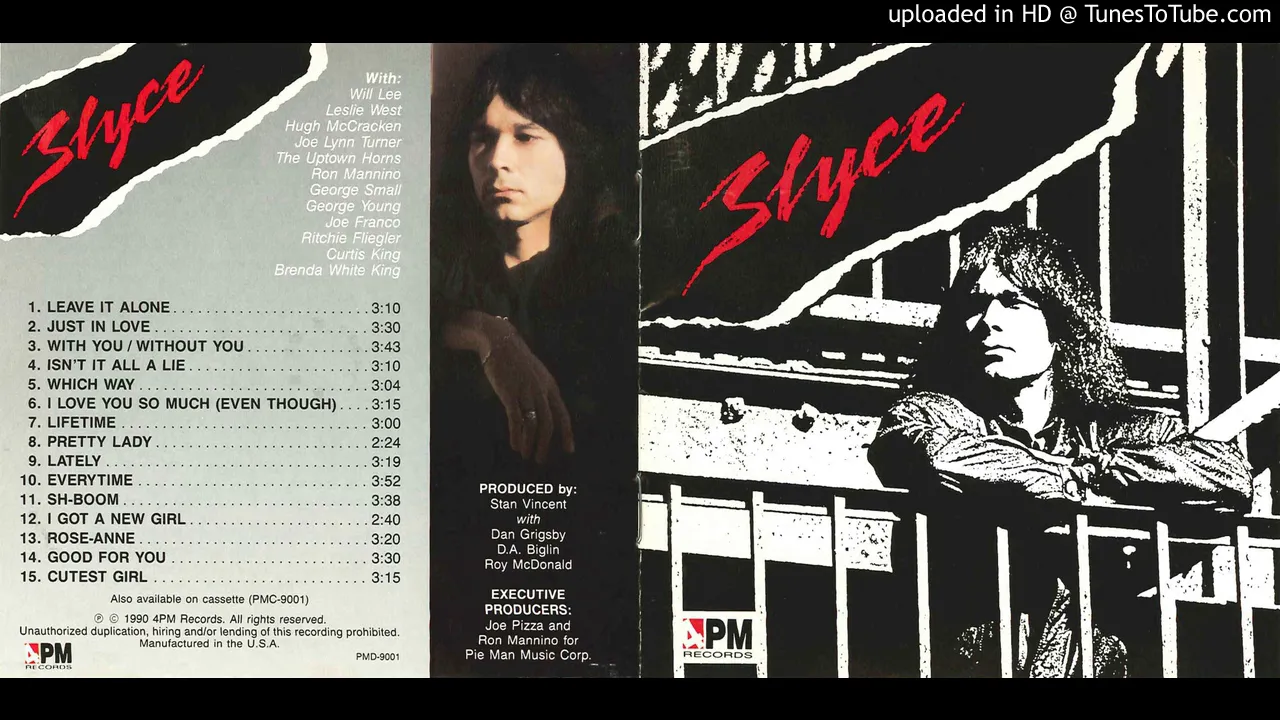 uploaded in HD @ TunesToTube.com
Slyce
With:
Will Lee
Leslie West
Hugh McCracken
Joe Lynn Turner
The Uptown Horns
Ron Mannino
George Small
George Young
Joe Franco
Ritchie Fliegler
Curtis King
Brenda White King
1. LEAVE IT ALONE 3:10
2. JUST IN LOVE 3:30
3. WITH YOU / WITHOUT YOU 3:43
4. ISN'T IT ALL A LIE 3:10
5. WHICH WAY 3:04
6. I LOVE YOU SO MUCH (EVEN THOUGH) 3:15
7. LIFETIME 3:00
8. PRETTY LADY 2:24
9. LATELY 3:19
10. EVERYTIME 3:52
11. SH-BOOM 3:38
12. I GOT A NEW GIRL 2:40
13. ROSE-ANNE 3:20
14. GOOD FOR YOU 3:30
15. CUTEST GIRL 3:15
Also available on cassette (PMC-9001)
℗ © 1990 4PM Records. All rights reserved.
Unauthorized duplication, hiring and/or lending of this recording prohibited.
Manufactured in the U.S.A.
4PM
RECORDS
PMD-9001
PRODUCED by:
Stan Vincent
with
Dan Grigsby
D.A. Biglin
Roy McDonald
EXECUTIVE
PRODUCERS:
Joe Pizza and
Ron Mannino for
Pie Man Music Corp.
Slyce
4PM
RECORDS